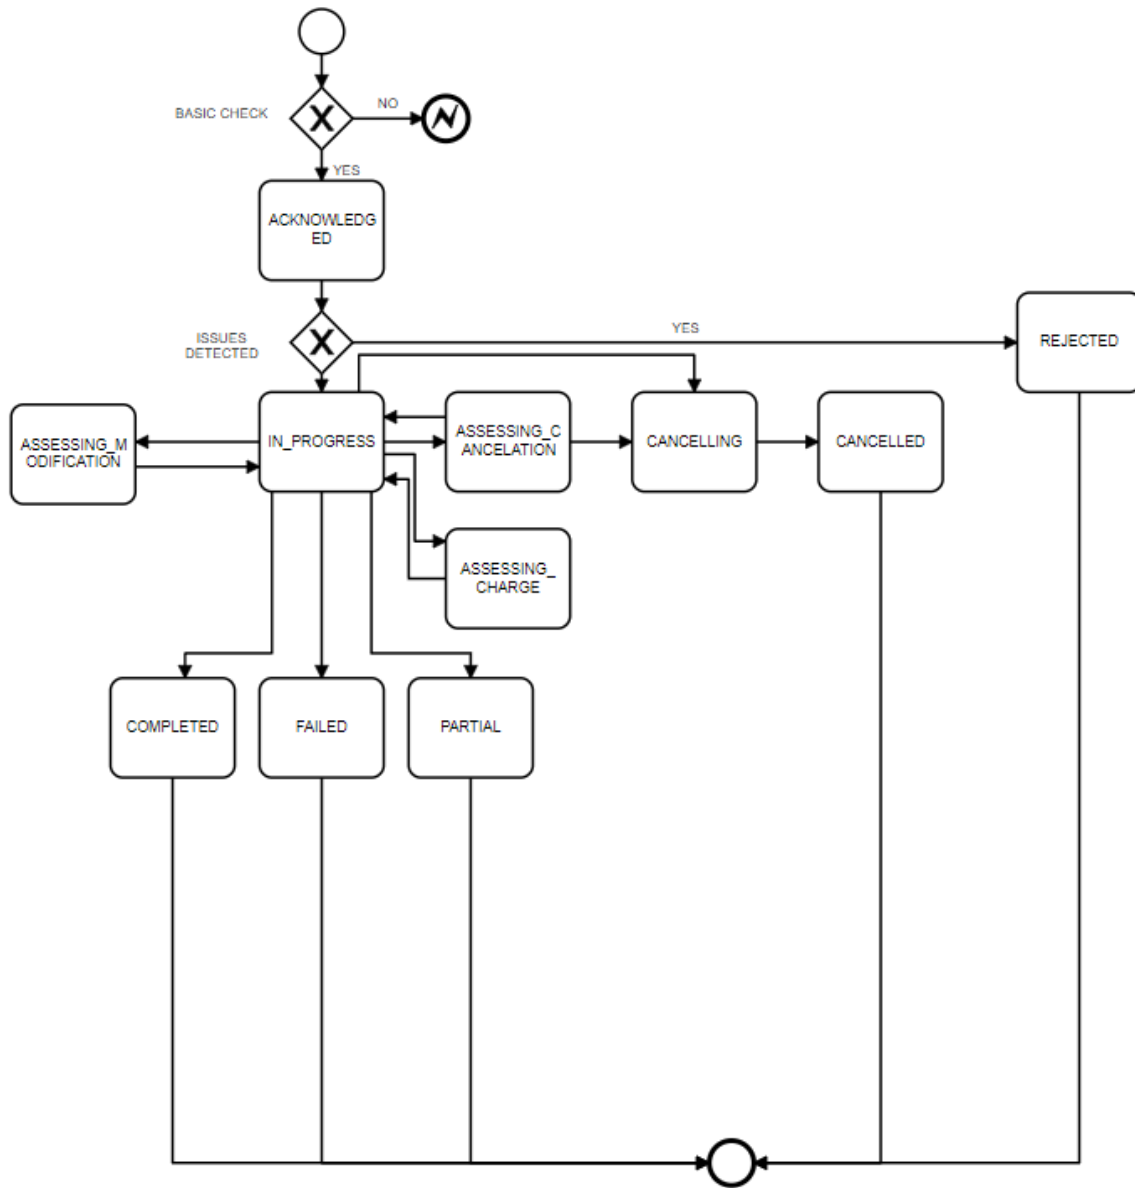 BASIC CHECK
NO
YES
ACKNOWLEDG
ED
ISSUES
DETECTED
YES
REJECTED
ASSESSING_M
ODIFICATION
IN_PROGRESS
ASSESSING_C
ANCELATION
CANCELLING
CANCELLED
ASSESSING_
CHARGE
COMPLETED
FAILED
PARTIAL